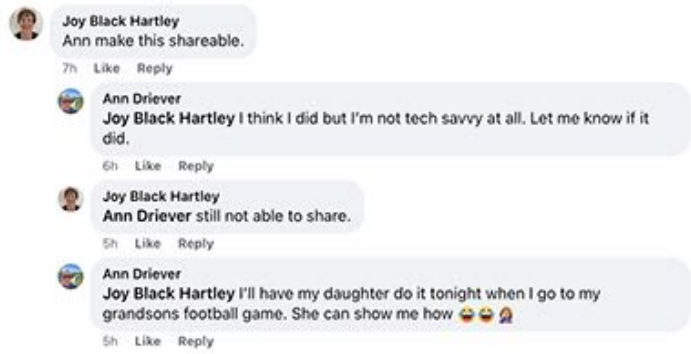 Joy Black Hartley
Ann make this shareable.
7h Like Reply
Ann Driever
Joy Black Hartley I think I did but I'm not tech savvy at all. Let me know if it
did.
6h Like Reply
Joy Black Hartley
Ann Driever still not able to share.
5h Like Reply
Ann Driever
Joy Black Hartley I'll have my daughter do it tonight when I go to my
grandsons football game. She can show me how 😂😂🤦‍♀️
5h Like Reply